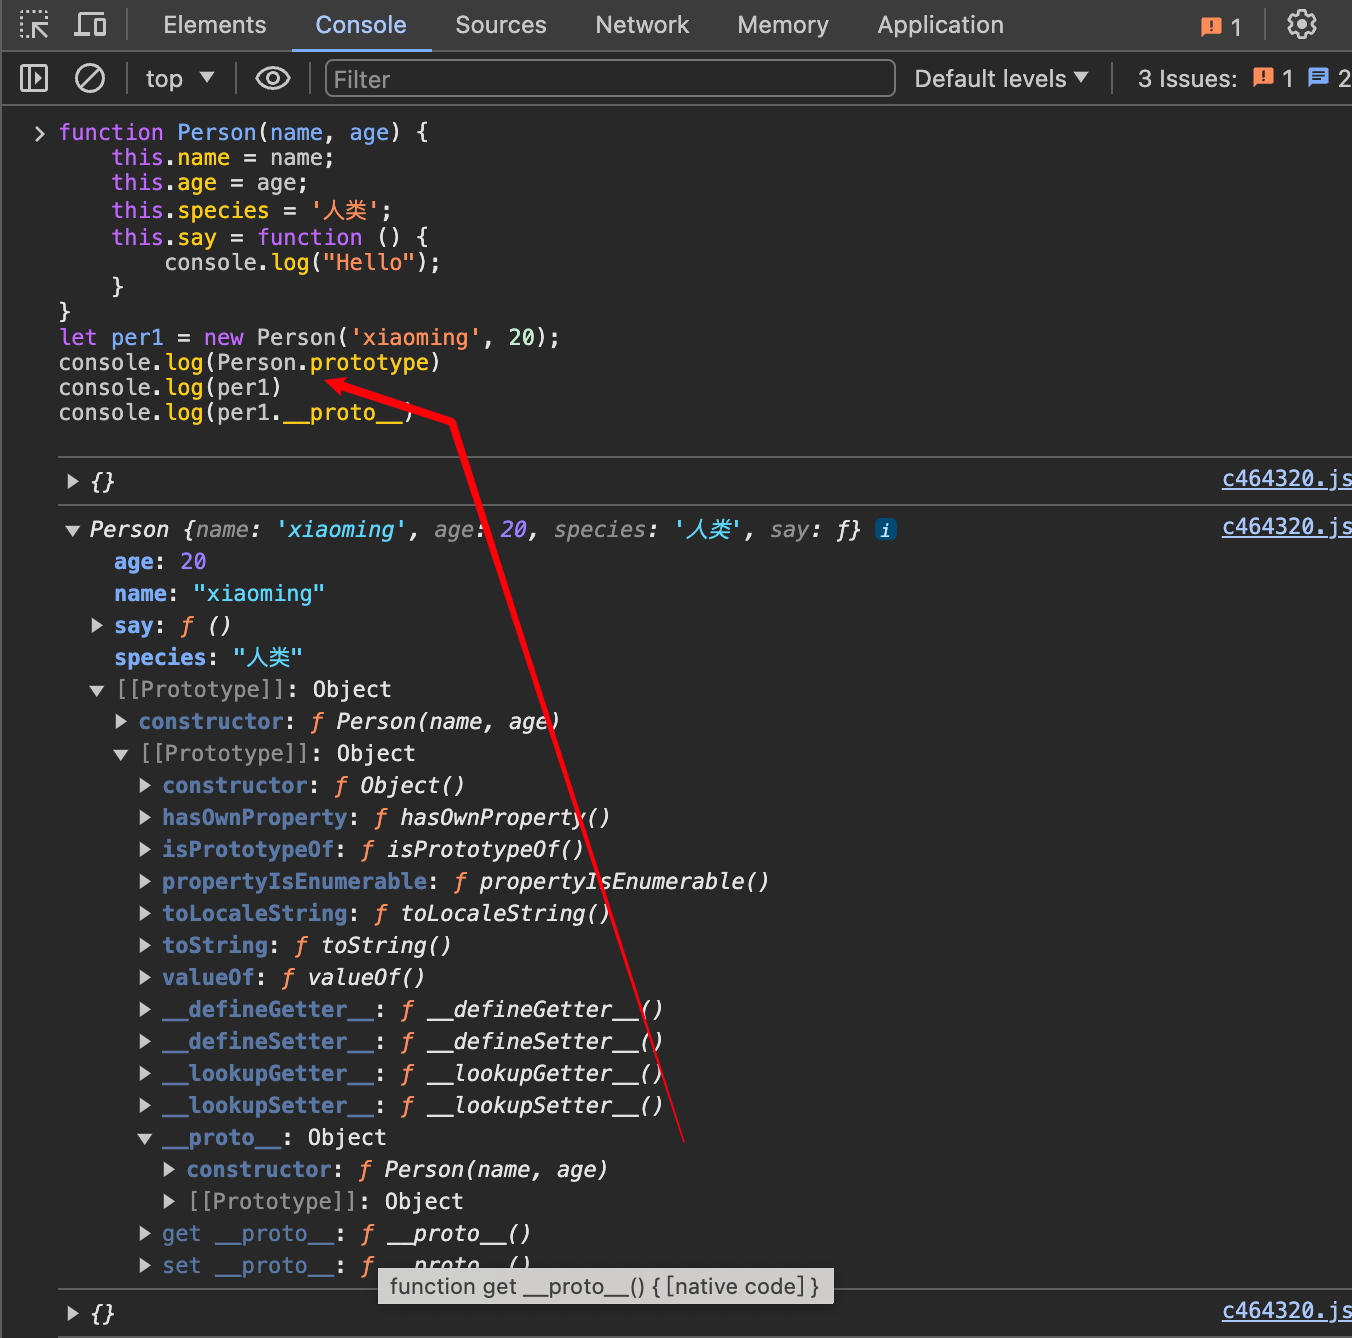 Elements Console Sources Network Memory Application 1
top Filter Default levels 3 Issues: 1 2
function Person(name, age) {
    this.name = name;
    this.age = age;
    this.species = '人类';
    this.say = function () {
        console.log("Hello");
    }
}
let per1 = new Person('xiaoming', 20);
console.log(Person.prototype)
console.log(per1)
console.log(per1.__proto__)
{} c464320.js
Person {name: 'xiaoming', age: 20, species: '人类', say: ƒ} i c464320.js
age: 20
name: "xiaoming"
say: ƒ ()
species: "人类"
[[Prototype]]: Object
constructor: ƒ Person(name, age)
[[Prototype]]: Object
constructor: ƒ Object()
hasOwnProperty: ƒ hasOwnProperty()
isPrototypeOf: ƒ isPrototypeOf()
propertyIsEnumerable: ƒ propertyIsEnumerable()
toLocaleString: ƒ toLocaleString()
toString: ƒ toString()
valueOf: ƒ valueOf()
__defineGetter__: ƒ __defineGetter__()
__defineSetter__: ƒ __defineSetter__()
__lookupGetter__: ƒ __lookupGetter__()
__lookupSetter__: ƒ __lookupSetter__()
__proto__: Object
constructor: ƒ Person(name, age)
[[Prototype]]: Object
get __proto__: ƒ __proto__()
set __proto__: ƒ __proto__()
function get __proto__() { [native code] }
{} c464320.js